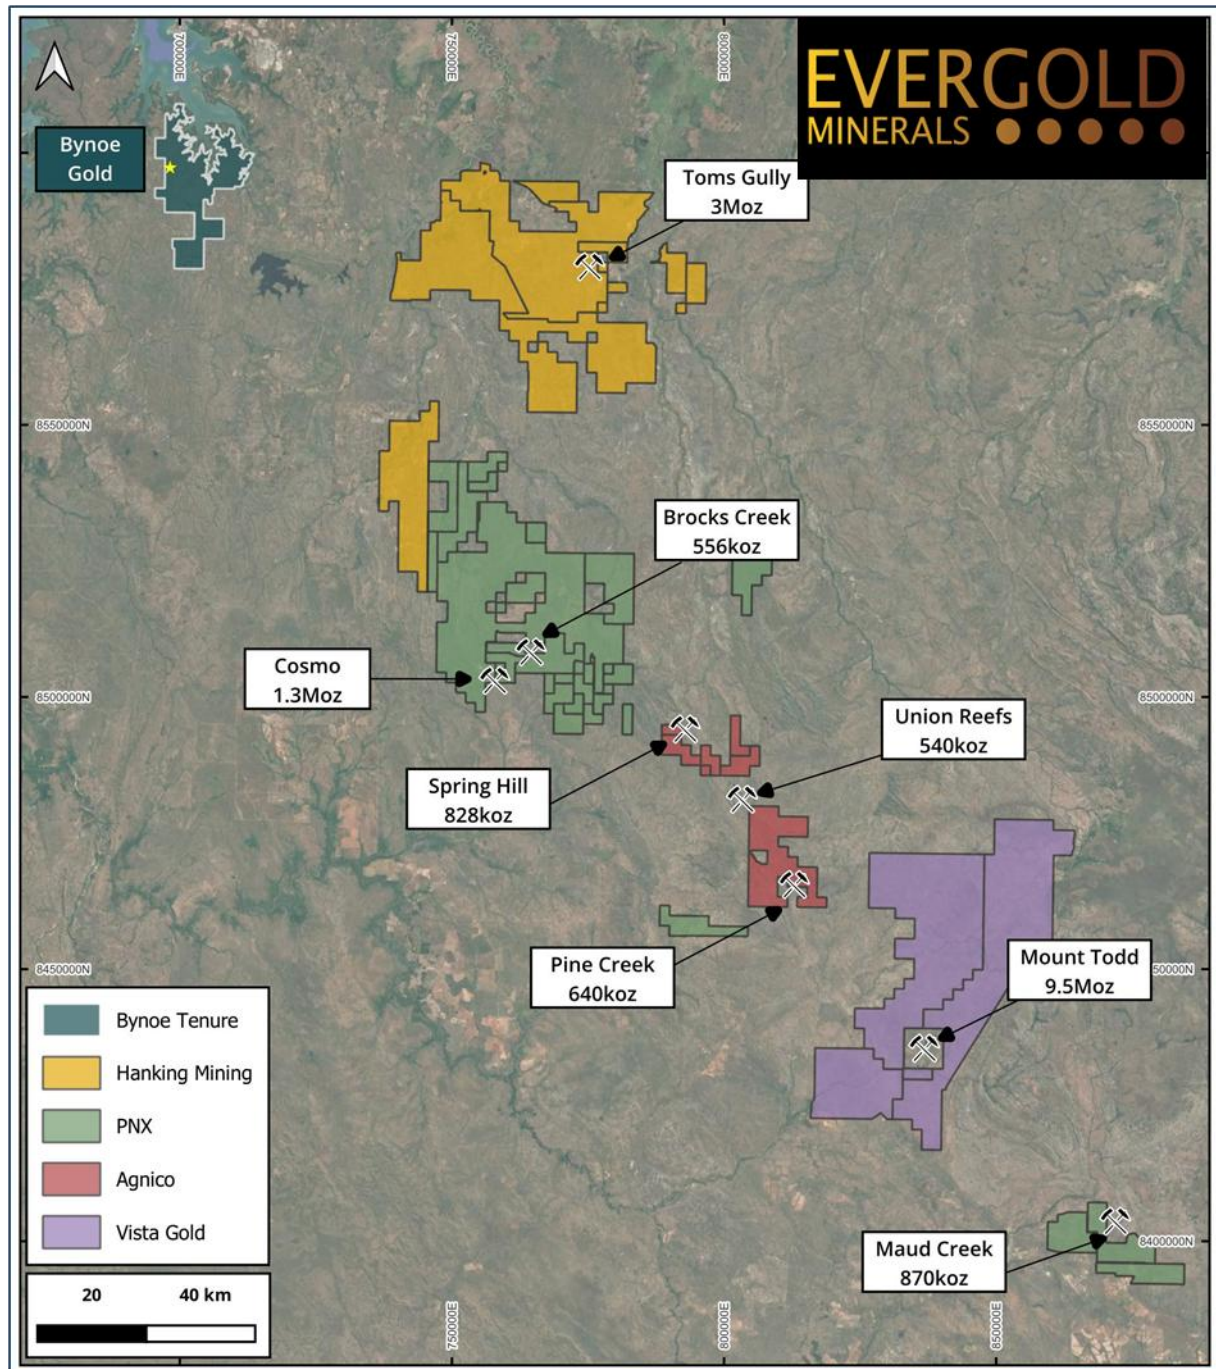 700000E
750000E
800000E
EVERGOLD
MINERALS
Bynoe
Gold
Toms Gully
3Moz
8550000N
8550000N
Brocks Creek
556koz
Cosmo
1.3Moz
8500000N
8500000N
Union Reefs
540koz
Spring Hill
828koz
Pine Creek
640koz
Mount Todd
9.5Moz
8450000N
50000N
Bynoe Tenure
Hanking Mining
PNX
Agnico
Vista Gold
Maud Creek
870koz
8400000N
20 40 km
750000E
800000E
850000E